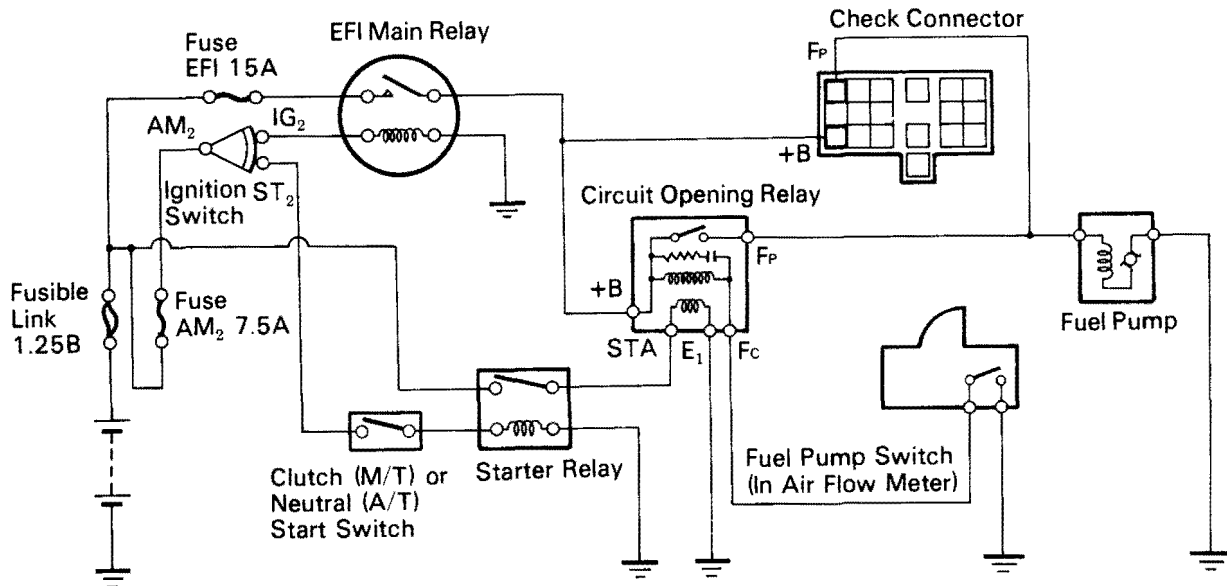 Check Connector
EFI Main Relay
Fuse
EFI 15A
FP
AM2
IG2
+B
Ignition
Switch
ST2
Circuit Opening Relay
FP
+B
Fusible
Link
1.25B
Fuse
AM2 7.5A
Fuel Pump
STA
E1
FC
Clutch (M/T) or
Neutral (A/T)
Start Switch
Starter Relay
Fuel Pump Switch
(In Air Flow Meter)